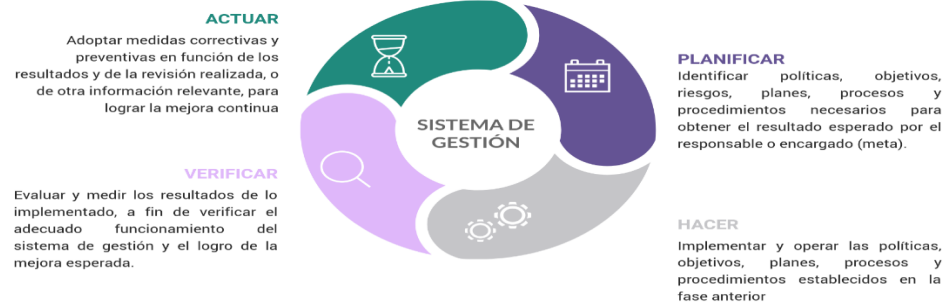 ACTUAR
Adoptar medidas correctivas y
preventivas en función de los
resultados y de la revisión realizada, o
de otra información relevante, para
lograr la mejora continua
PLANIFICAR
Identificar políticas, objetivos,
riesgos, planes, procesos y
procedimientos necesarios para
obtener el resultado esperado por el
responsable o encargado (meta).
SISTEMA DE
GESTIÓN
VERIFICAR
Evaluar y medir los resultados de lo
implementado, a fin de verificar el
adecuado funcionamiento del
sistema de gestión y el logro de la
mejora esperada.
HACER
Implementar y operar las políticas,
objetivos, planes, procesos y
procedimientos establecidos en la
fase anterior